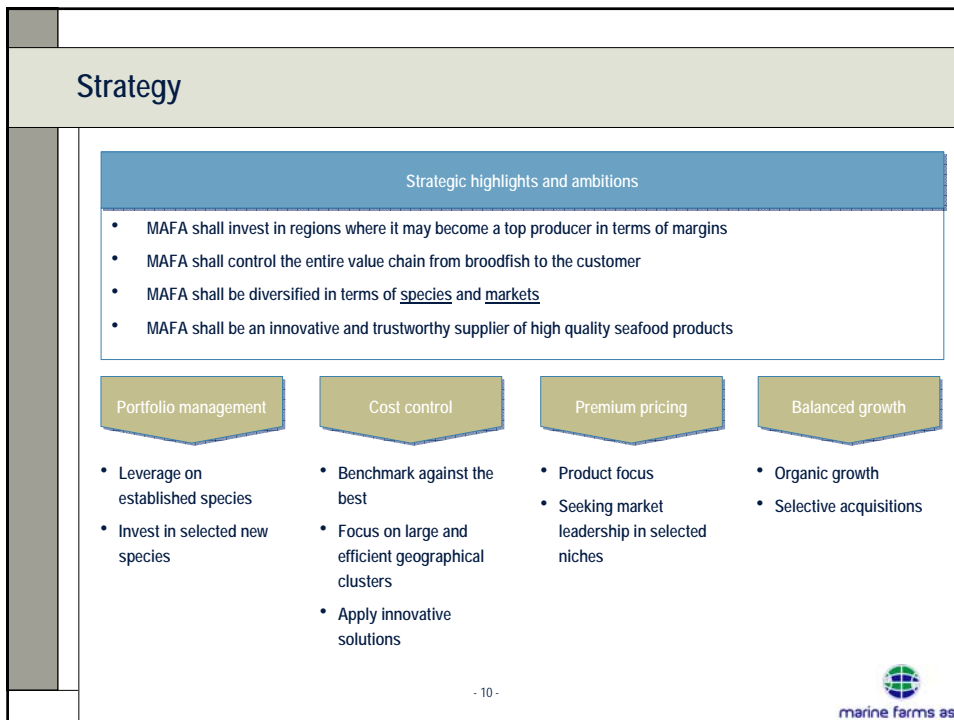 Strategy
Strategic highlights and ambitions
• MAFA shall invest in regions where it may become a top producer in terms of margins
• MAFA shall control the entire value chain from broodfish to the customer
• MAFA shall be diversified in terms of species and markets
• MAFA shall be an innovative and trustworthy supplier of high quality seafood products
Portfolio management
• Leverage on
established species
• Invest in selected new
species
Cost control
• Benchmark against the
best
• Focus on large and
efficient geographical
clusters
• Apply innovative
solutions
Premium pricing
• Product focus
• Seeking market
leadership in selected
niches
Balanced growth
• Organic growth
• Selective acquisitions
- 10 -
marine farms as